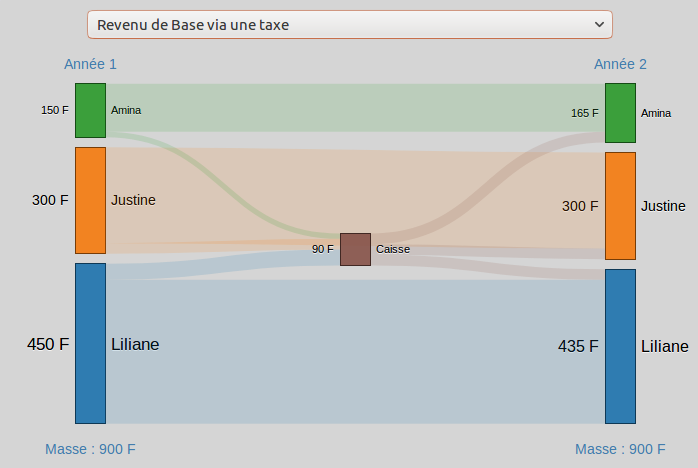 Revenu de Base via une taxe
Année 1
Année 2
150 F
Amina
165 F
Amina
300 F
Justine
300 F
Justine
90 F
Caisse
450 F
Liliane
435 F
Liliane
Masse : 900 F
Masse : 900 F